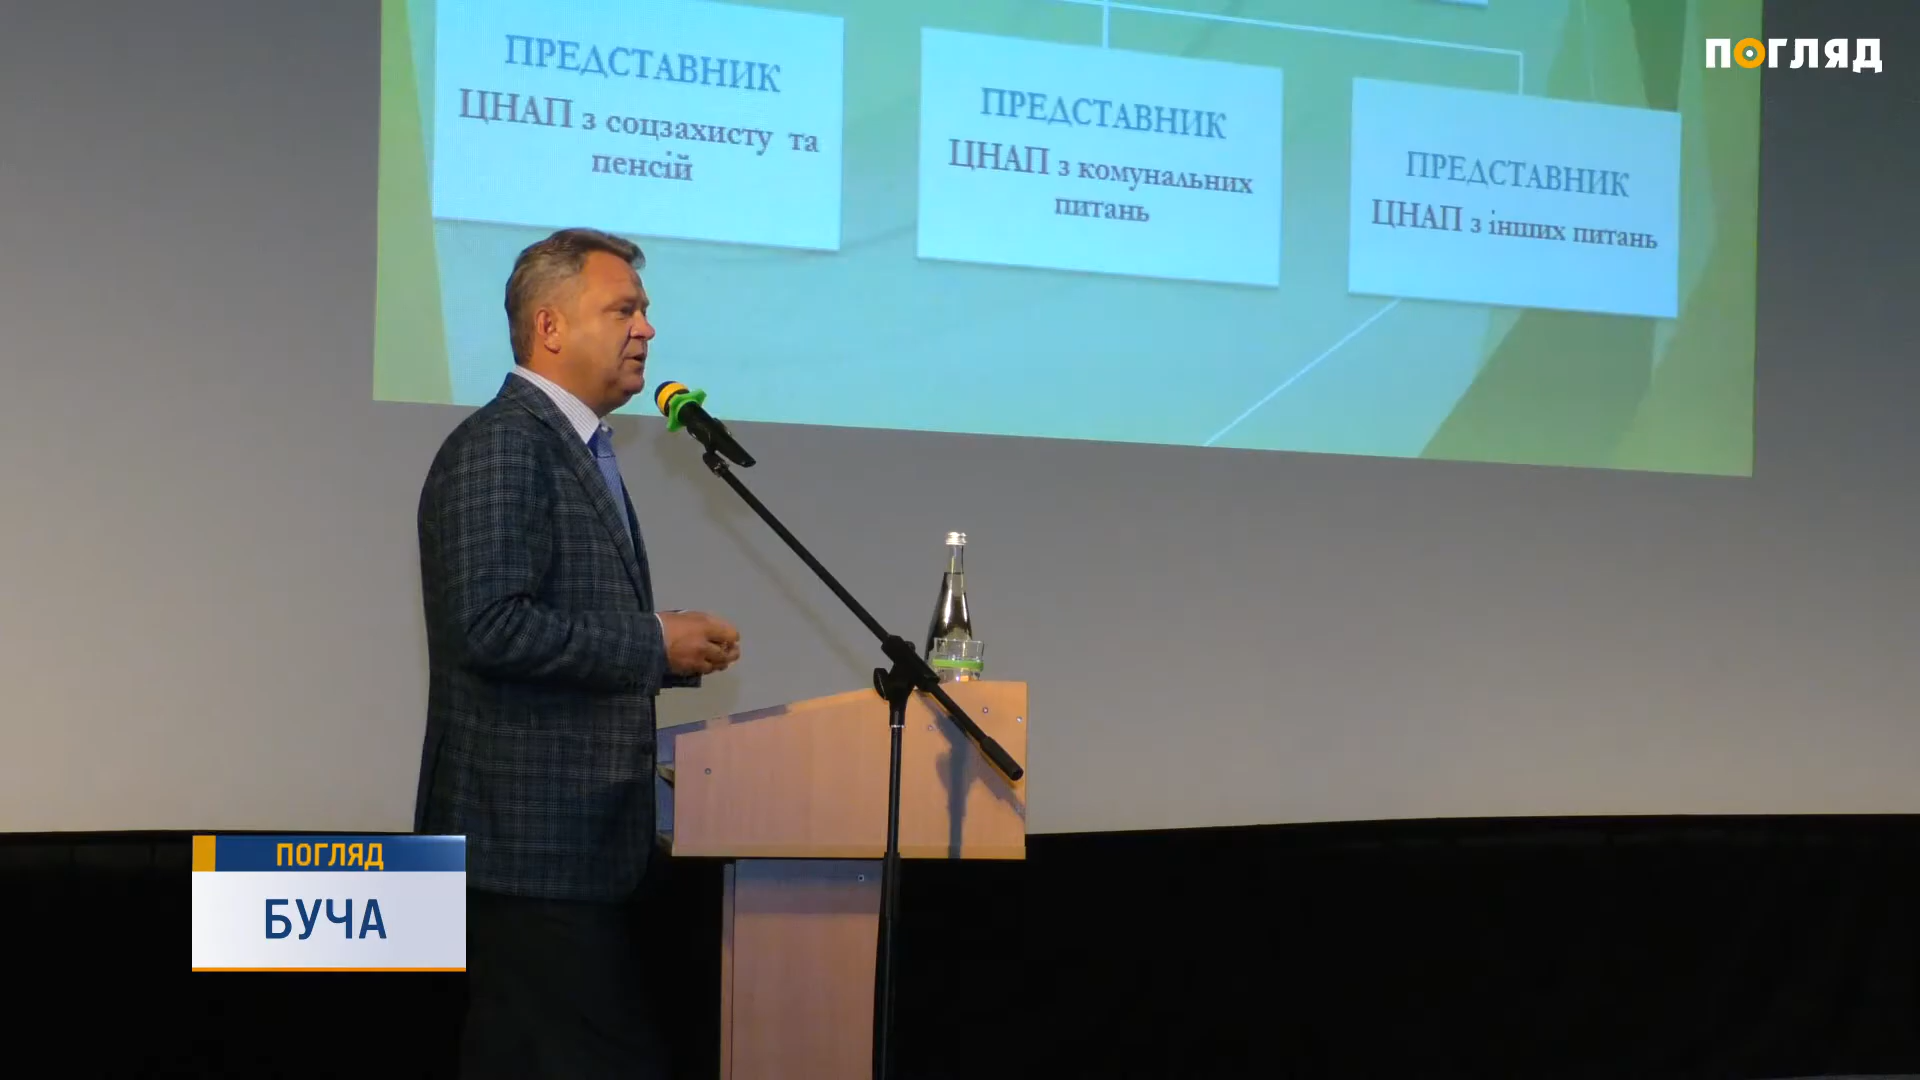 ПОГЛЯД
ПРЕДСТАВНИК
ЦНАП з соцзахисту та
пенсій
ПРЕДСТАВНИК
ЦНАП з комунальних
питань
ПРЕДСТАВНИК
ЦНАП з інших питань
ПОГЛЯД
БУЧА